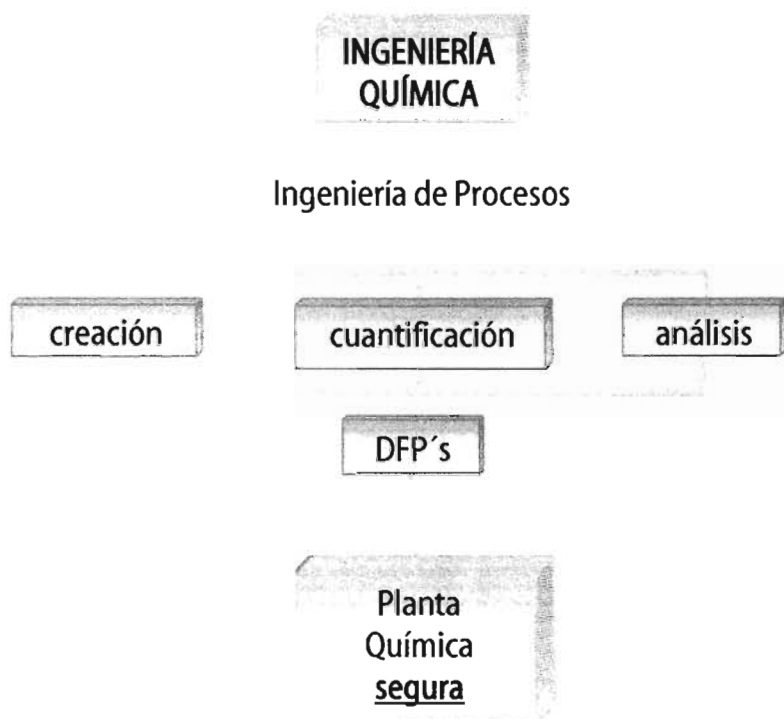 INGENIERÍA
QUÍMICA
Ingeniería de Procesos
creación
cuantificación
análisis
DFP´s
Planta
Química
segura